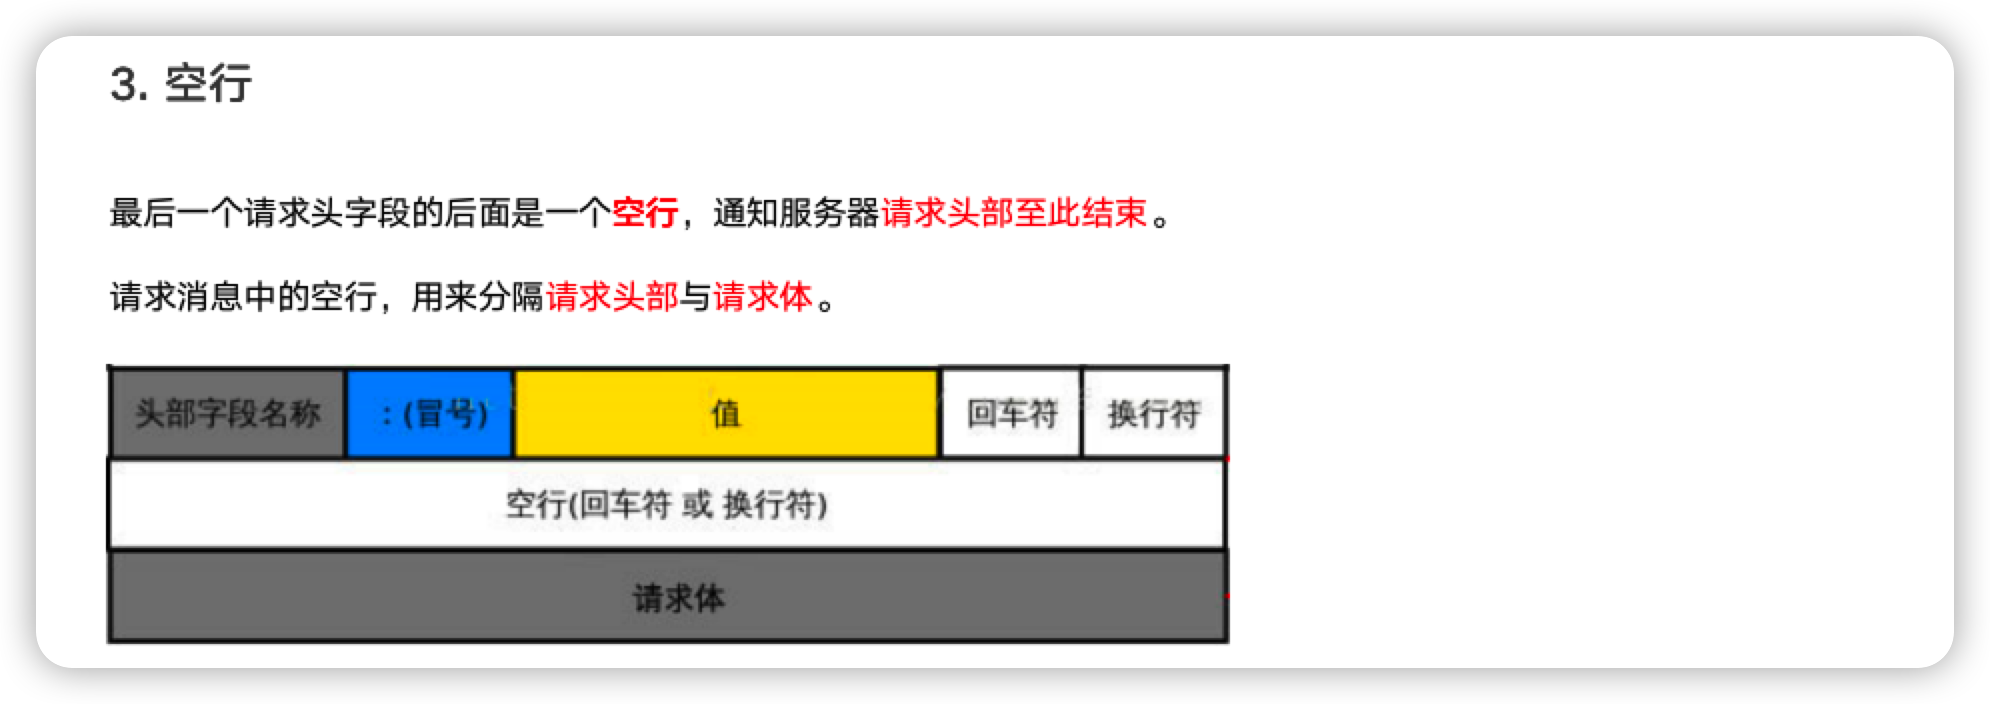 3. 空行
最后一个请求头字段的后面是一个空行，通知服务器请求头部至此结束。
请求消息中的空行，用来分隔请求头部与请求体。
头部字段名称 : (冒号) 值 回车符 换行符
空行(回车符 或 换行符)
请求体